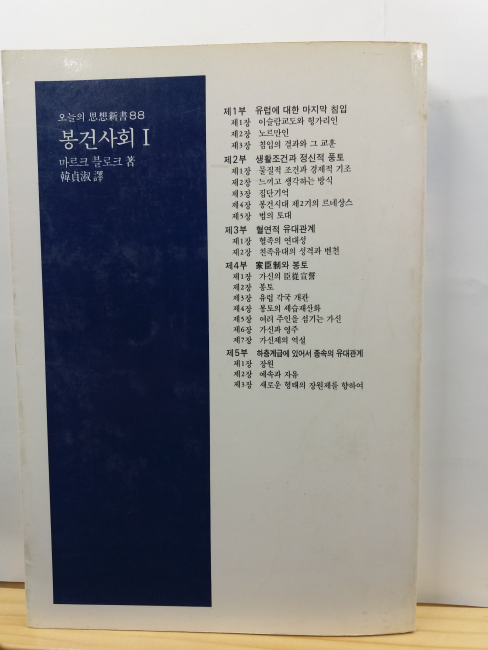 오늘의 思想新書 88
봉건사회 I
마르크 블로크 著
韓貞淑 譯
제1부 유럽에 대한 마지막 침입
제1장 이슬람교도와 헝가리인
제2장 노르만인
제3장 침입의 결과와 그 교훈
제2부 생활조건과 정신적 풍토
제1장 물질적 조건과 경제적 기조
제2장 느끼고 생각하는 방식
제3장 집단기억
제4장 봉건시대 제2기의 르네상스
제5장 법의 토대
제3부 혈연적 유대관계
제1장 혈족의 연대성
제2장 친족유대의 성격과 변천
제4부 家臣制와 봉토
제1장 가신의 臣從宣誓
제2장 봉토
제3장 유럽 각국 개관
제4장 봉토의 세습재산화
제5장 여러 주인을 섬기는 가신
제6장 가신과 영주
제7장 가신제의 역설
제5부 하층계급에 있어서 종속의 유대관계
제1장 장원
제2장 예속과 자유
제3장 새로운 형태의 장원제를 향하여